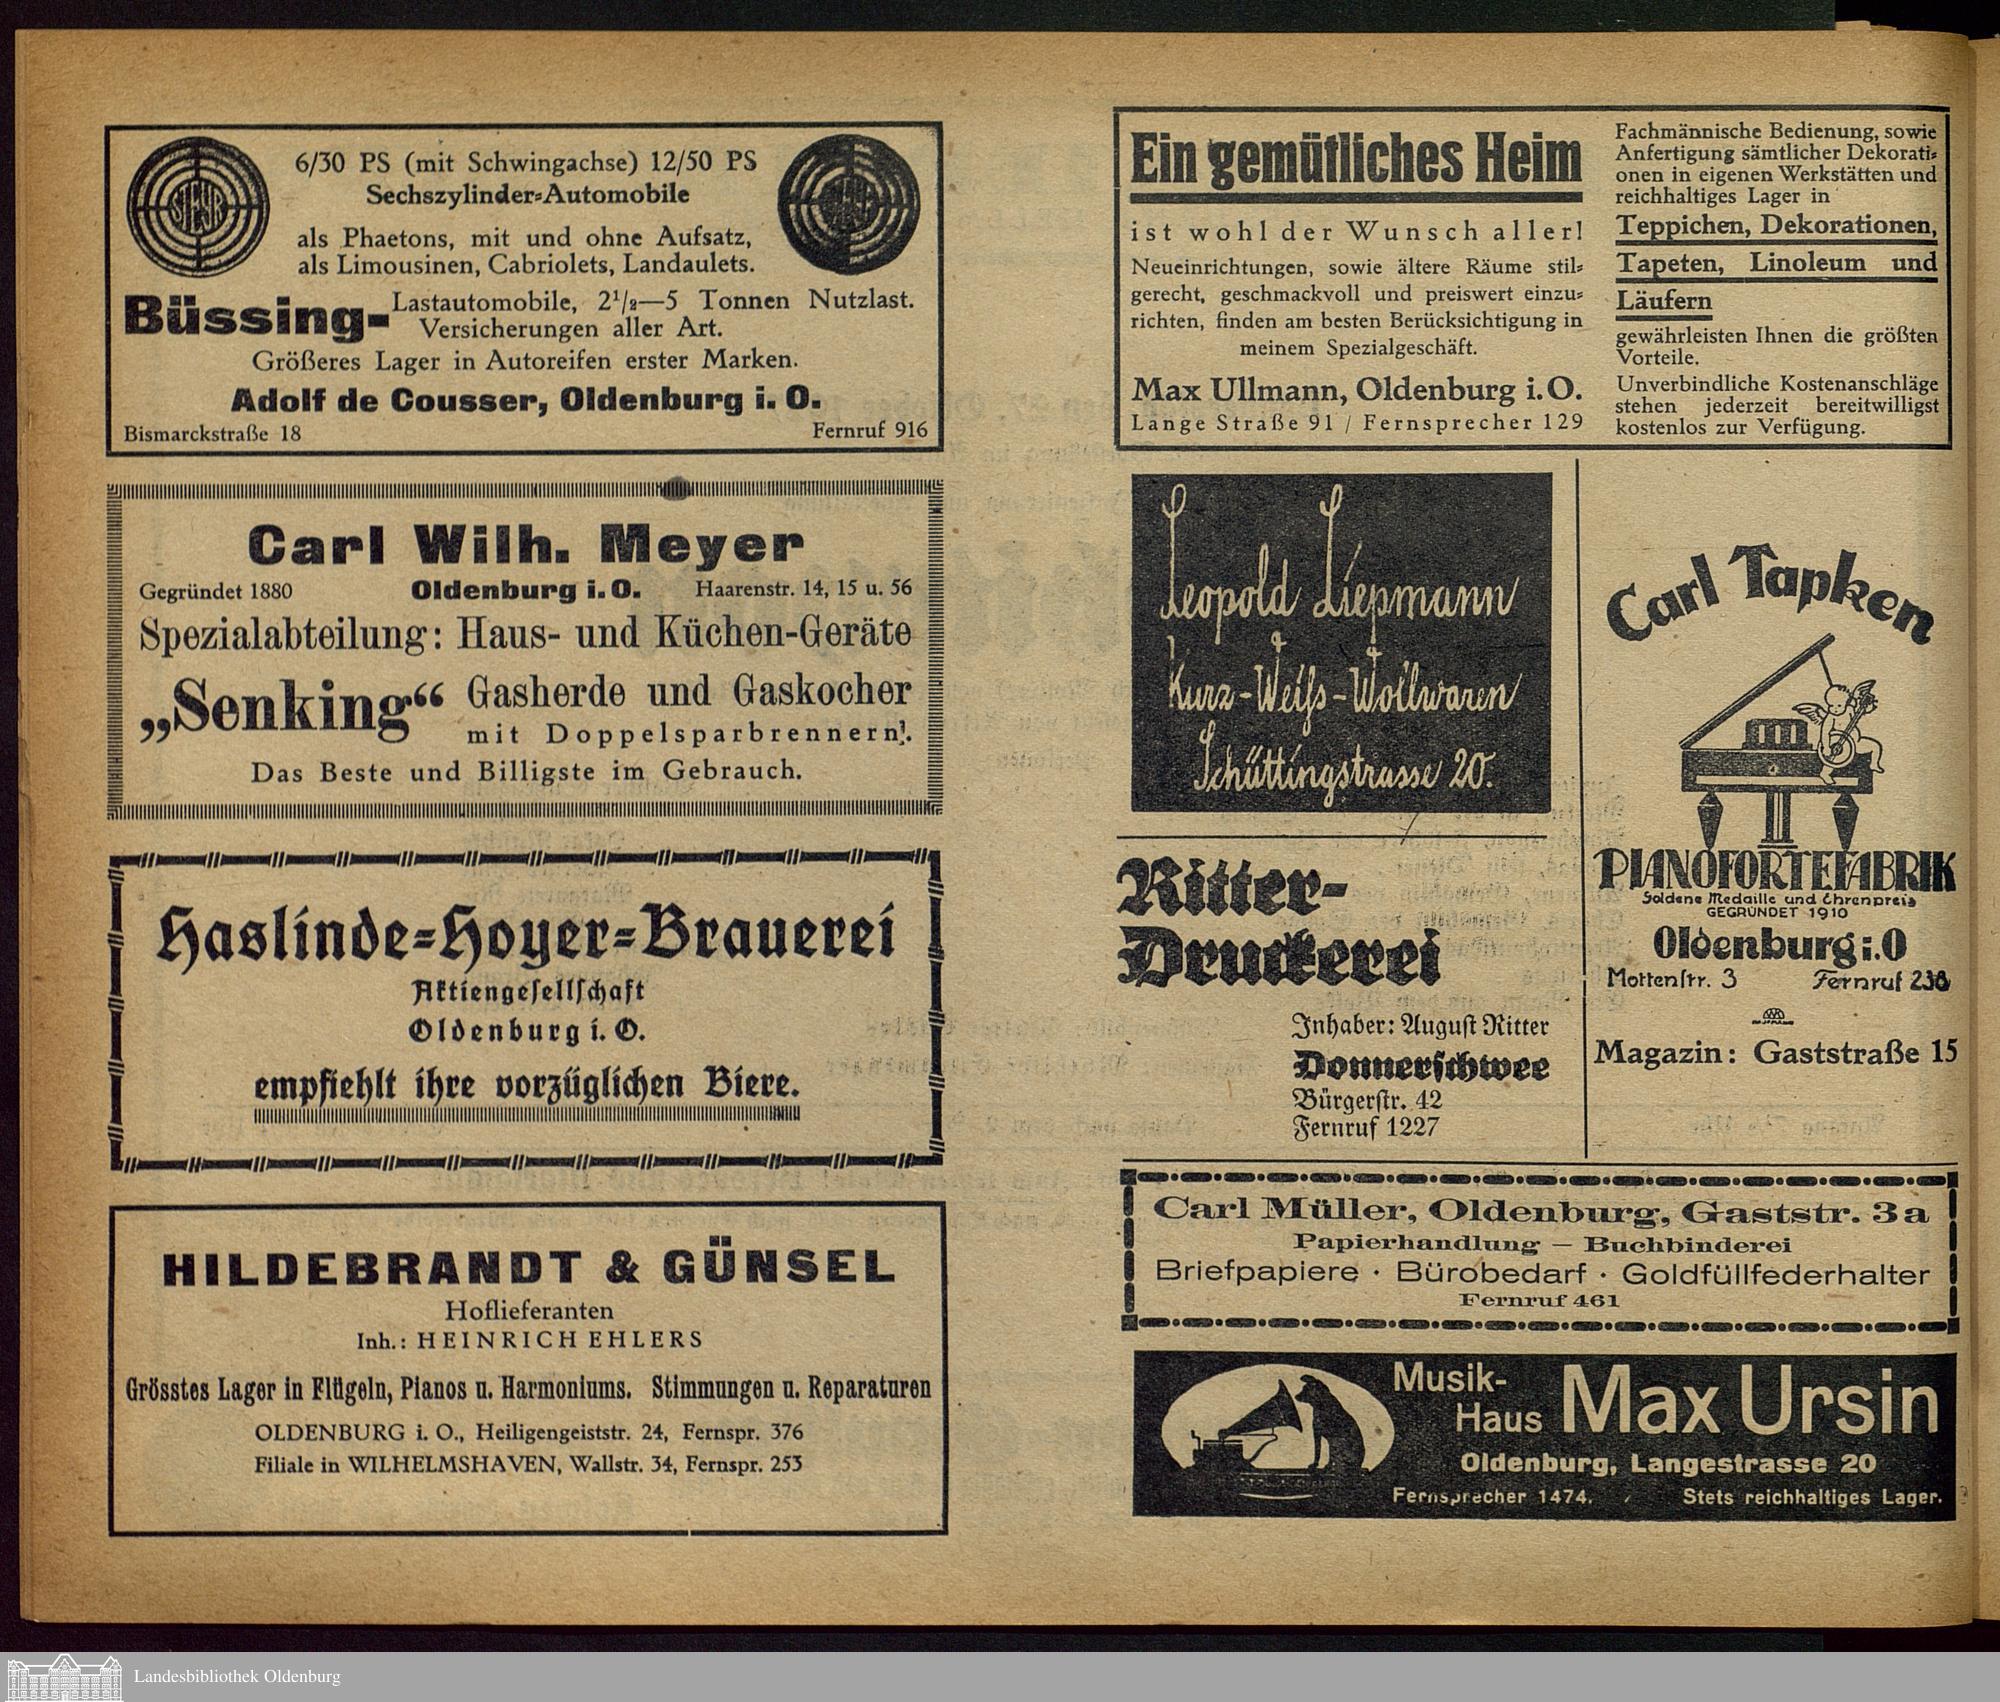 6/30 PS (mit Schwingachse) 12/50 PS
Sechszylinder=Automobile
als Phaetons, mit und ohne Aufsatz,
als Limousinen, Cabriolets, Landaulets.
Büssing-
Lastautomobile, 2¹/₂—5 Tonnen Nutzlast.
Versicherungen aller Art.
Größeres Lager in Autoreifen erster Marken.
Adolf de Cousser, Oldenburg i. O.
Bismarckstraße 18 Fernruf 916
Carl Wilh. Meyer
Gegründet 1880 Oldenburg i. O. Haarenstr. 14, 15 u. 56
Spezialabteilung: Haus- und Küchen-Geräte
„Senking“ Gasherde und Gaskocher
mit Doppelsparbrennern.
Das Beste und Billigste im Gebrauch.
Haslinde=Hoyer=Brauerei
Aktiengesellschaft
Oldenburg i. O.
empfiehlt ihre vorzüglichen Biere.
HILDEBRANDT & GÜNSEL
Hoflieferanten
Inh.: HEINRICH EHLERS
Grösstes Lager in Flügeln, Pianos u. Harmoniums. Stimmungen u. Reparaturen
OLDENBURG i. O., Heiligengeiststr. 24, Fernspr. 376
Filiale in WILHELMSHAVEN, Wallstr. 34, Fernspr. 253
Ein gemütliches Heim
ist wohl der Wunsch aller!
Neueinrichtungen, sowie ältere Räume stil=
gerecht, geschmackvoll und preiswert einzu=
richten, finden am besten Berücksichtigung in
meinem Spezialgeschäft.
Max Ullmann, Oldenburg i. O.
Lange Straße 91 / Fernsprecher 129
Fachmännische Bedienung, sowie
Anfertigung sämtlicher Dekorati=
onen in eigenen Werkstätten und
reichhaltiges Lager in
Teppichen, Dekorationen,
Tapeten, Linoleum und
Läufern
gewährleisten Ihnen die größten
Vorteile.
Unverbindliche Kostenanschläge
stehen jederzeit bereitwilligst
kostenlos zur Verfügung.
Leopold Liepmann
Kurz-Weiß-Wollwaren
Schüttingstrasse 20.
Ritter-
Druckerei
Inhaber: August Ritter
Donnerschwee
Bürgerstr. 42
Fernruf 1227
Carl Tapken
PIANOFORTEFABRIK
Goldene Medaille und Ehrenpreis
GEGRÜNDET 1910
Oldenburg i. O
Mottenstr. 3 Fernruf 238
Magazin: Gaststraße 15
Carl Müller, Oldenburg, Gaststr. 3a
Papierhandlung — Buchbinderei
Briefpapiere · Bürobedarf · Goldfüllfederhalter
Fernruf 461
Musik-
Haus Max Ursin
Oldenburg, Langestrasse 20
Fernsprecher 1474. Stets reichhaltiges Lager.
Landesbibliothek Oldenburg